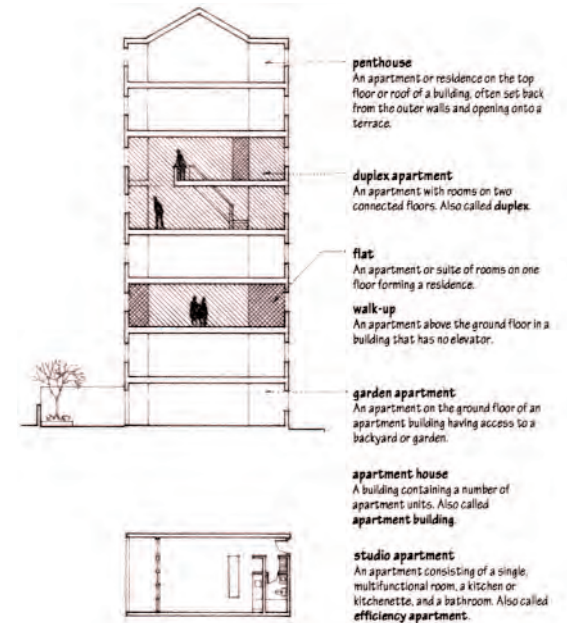 penthouse
An apartment or residence on the top
floor or roof of a building, often set back
from the outer walls and opening onto a
terrace.
duplex apartment
An apartment with rooms on two
connected floors. Also called duplex.
flat
An apartment or suite of rooms on one
floor forming a residence.
walk-up
An apartment above the ground floor in a
building that has no elevator.
garden apartment
An apartment on the ground floor of an
apartment building having access to a
backyard or garden.
apartment house
A building containing a number of
apartment units. Also called
apartment building.
studio apartment
An apartment consisting of a single,
multifunctional room, a kitchen or
kitchenette, and a bathroom. Also called
efficiency apartment.